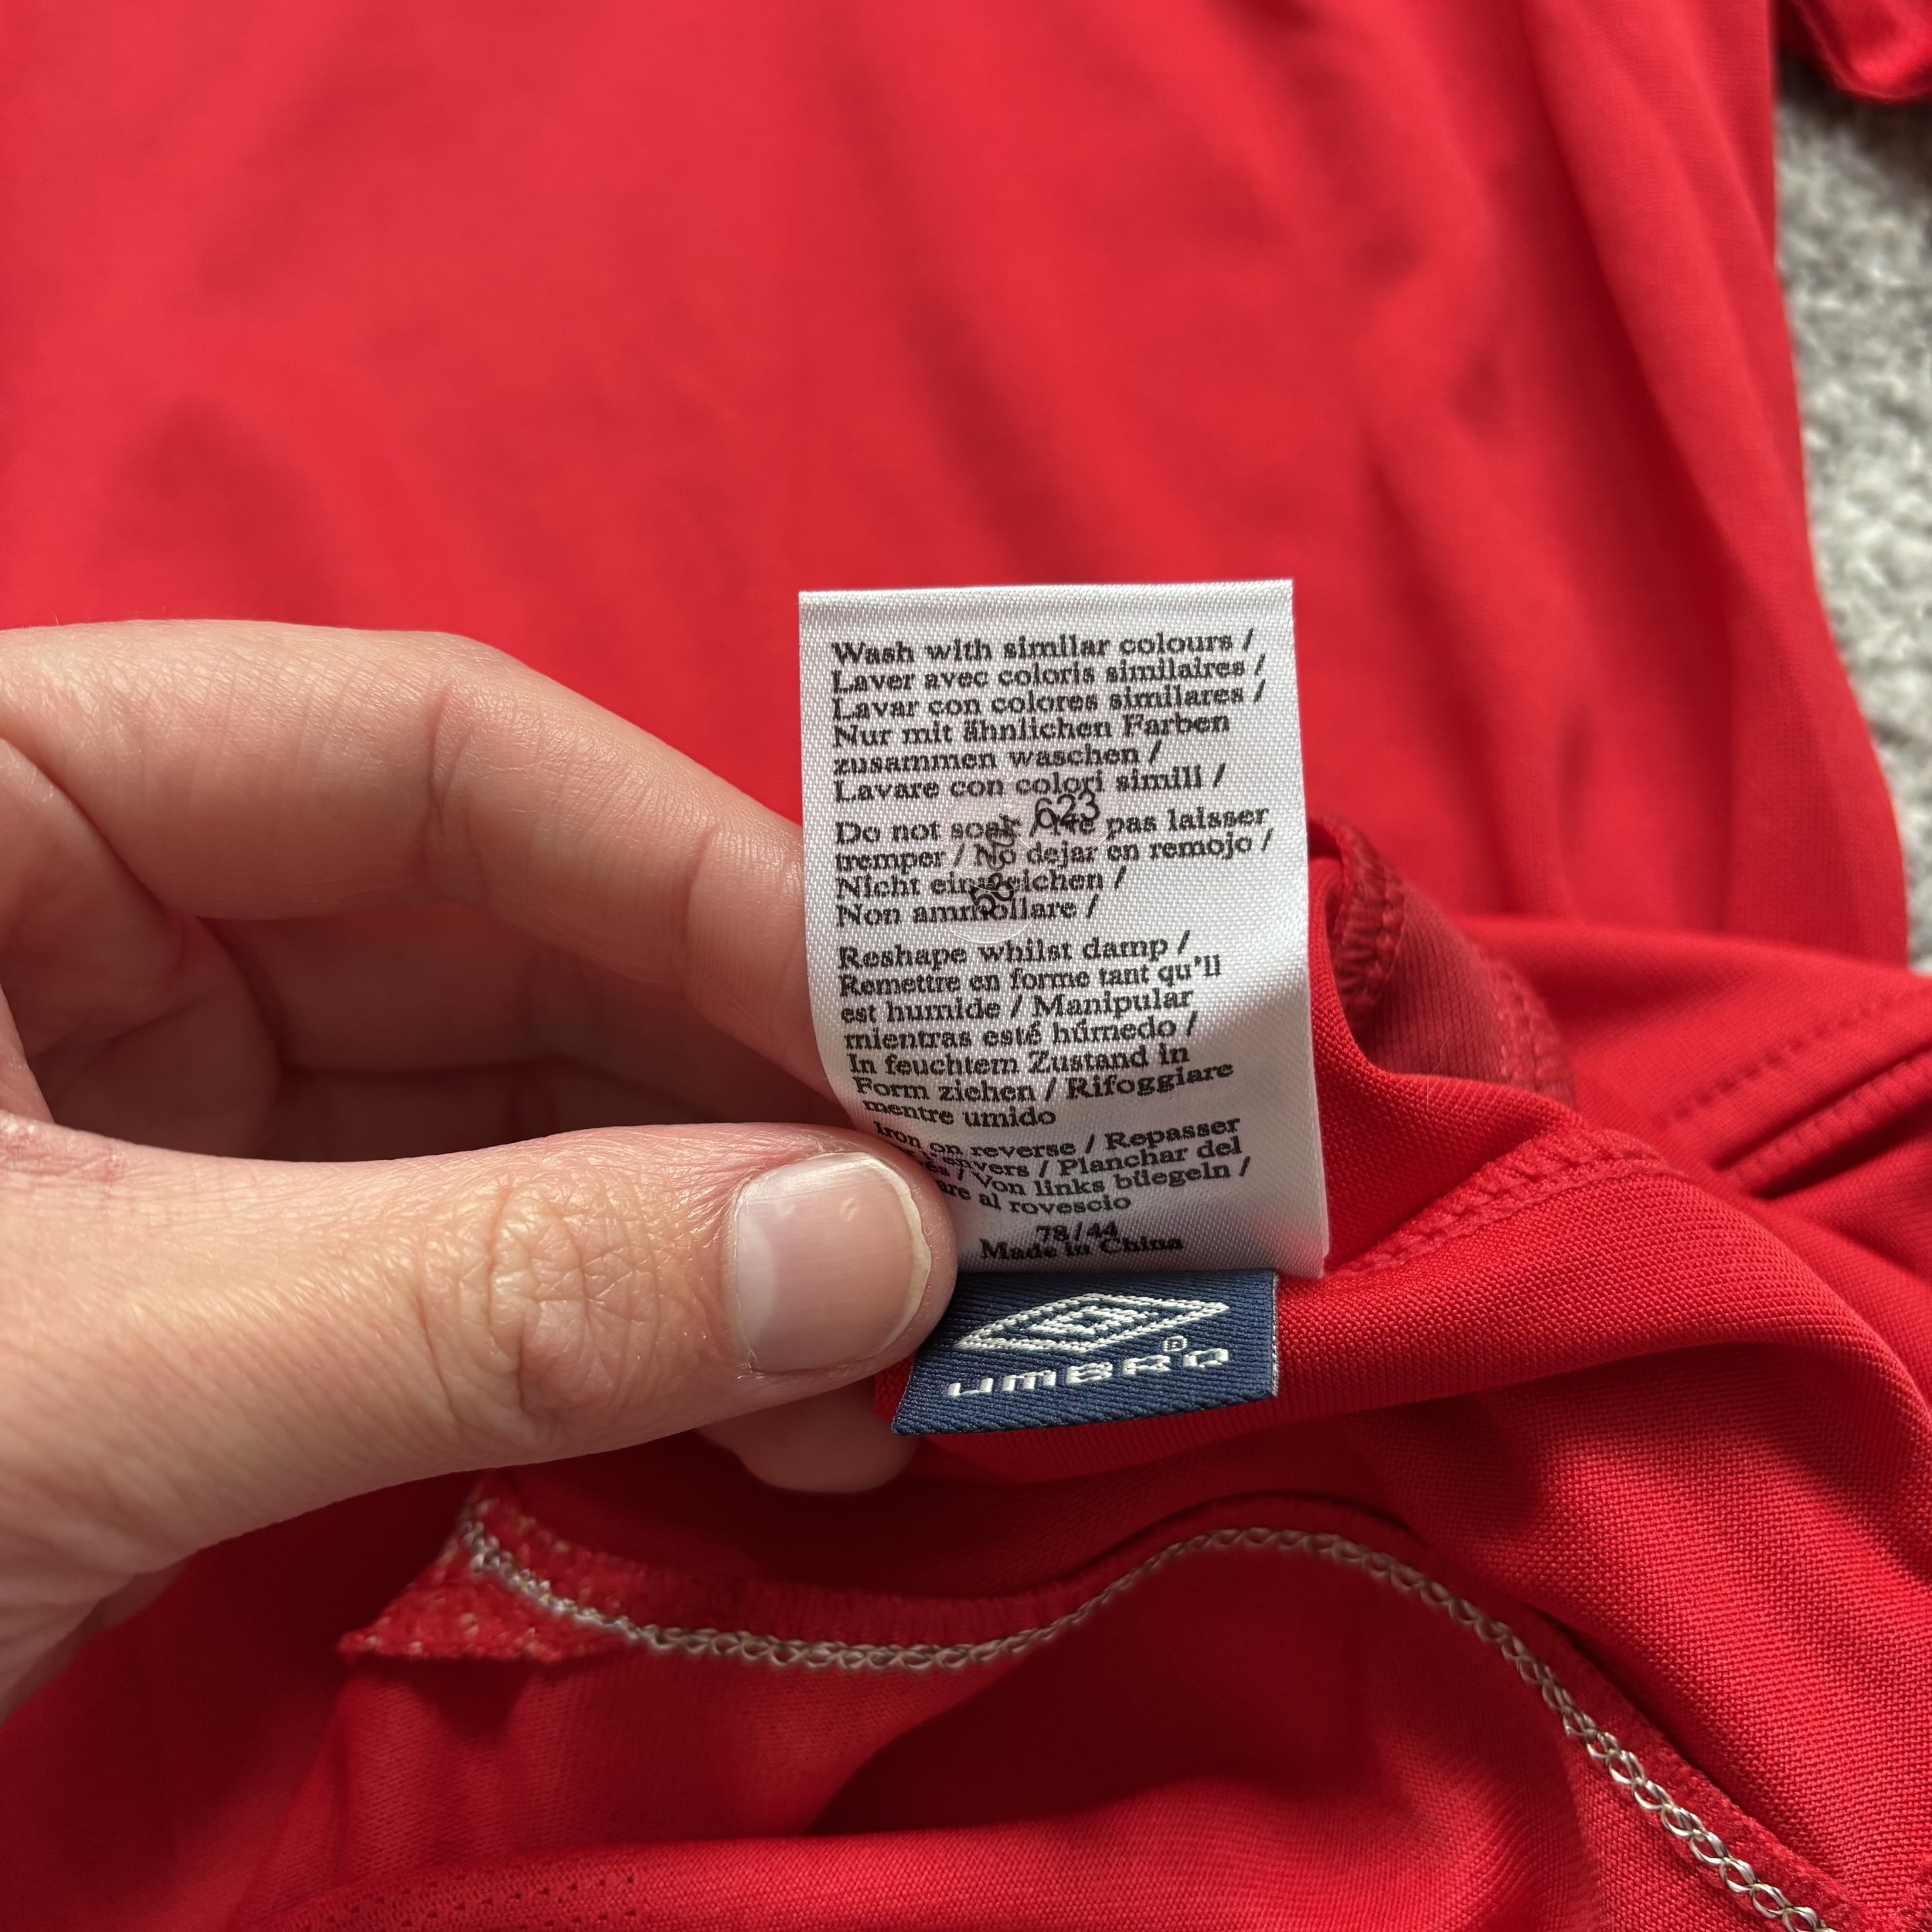 Wash with similar colours /
Laver avec coloris similaires /
Lavar con colores similares /
Nur mit ähnlichen Farben
zusammen waschen /
Lavare con colori simili /
623
Do not soak / Ne pas laisser
tremper / No dejar en remojo /
Nicht einweichen /
Non ammollare /
Reshape whilst damp /
Remettre en forme tant qu'il
est humide / Manipular
mientras esté húmedo /
In feuchtem Zustand in
Form ziehen / Rifoggiare
mentre umido
Iron on reverse / Repasser
l'envers / Planchar del
/ Von links büegeln /
al rovescio
78/44
Made in China
UMBRO®